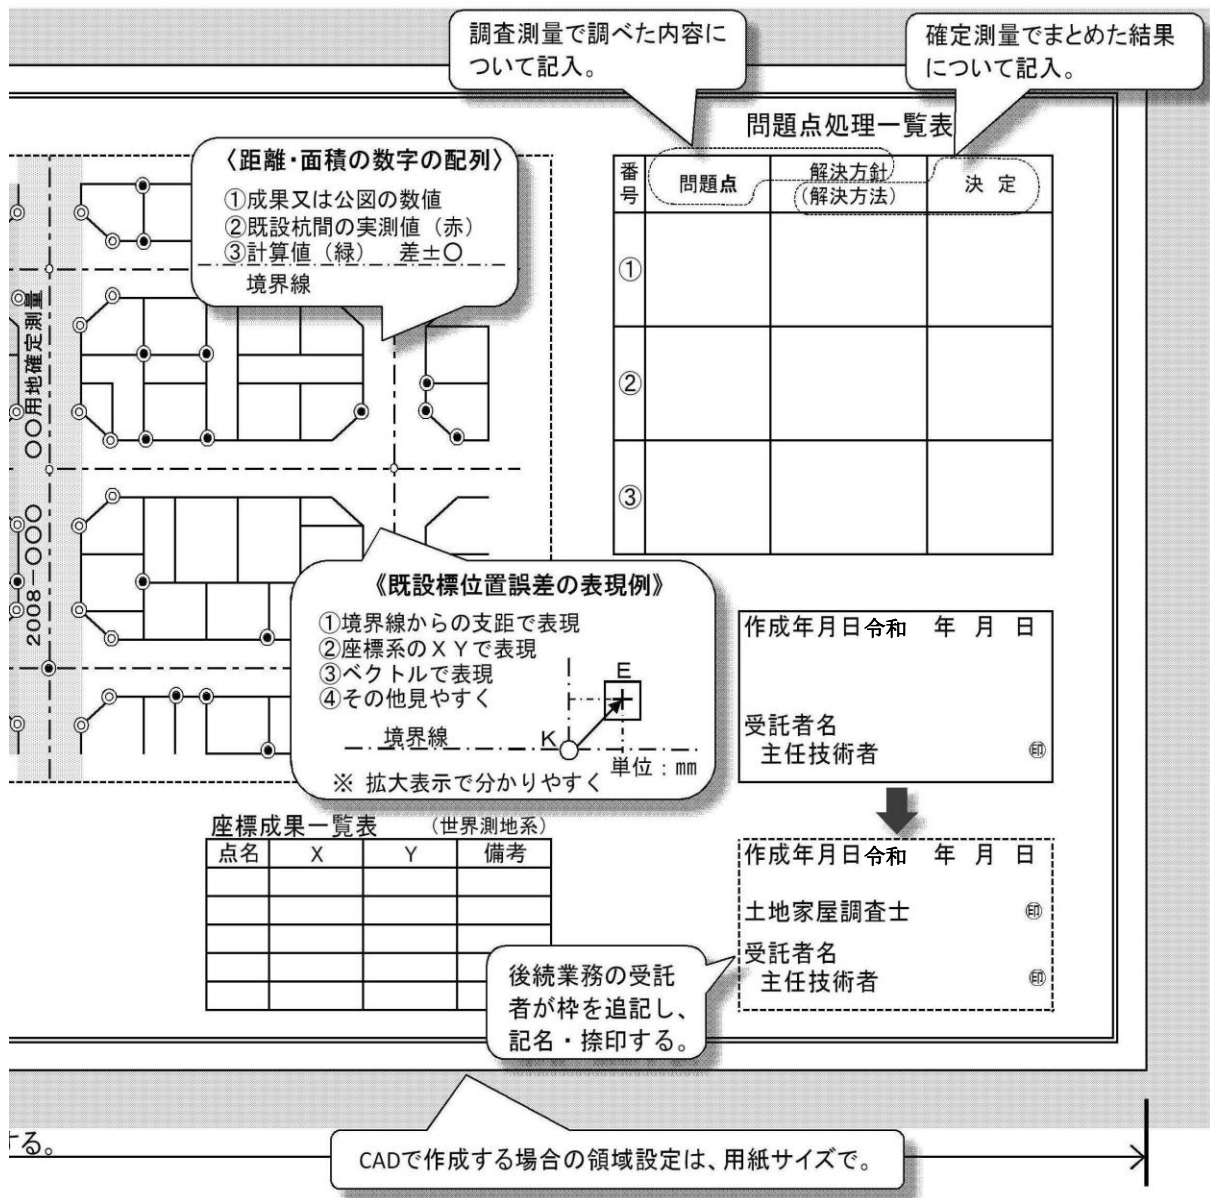 調査測量で調べた内容に
ついて記入。
確定測量でまとめた結果
について記入。
問題点処理一覧表
番号 問題点 解決方針 決 定
(解決方法)
①
②
③
〈距離・面積の数字の配列〉
①成果又は公図の数値
②既設杭間の実測値（赤）
③計算値（緑） 差±〇
境界線
2008-〇〇〇 〇〇用地確定測量
《既設標位置誤差の表現例》
①境界線からの支距で表現
②座標系のＸＹで表現
③ベクトルで表現
④その他見やすく
E
境界線 K
単位：㎜
※ 拡大表示で分かりやすく
作成年月日令和 年 月 日
受託者名
主任技術者 ㊞
座標成果一覧表 （世界測地系）
点名 X Y 備考
作成年月日令和 年 月 日
土地家屋調査士 ㊞
受託者名
主任技術者 ㊞
後続業務の受託
者が枠を追記し、
記名・捺印する。
する。
CADで作成する場合の領域設定は、用紙サイズで。